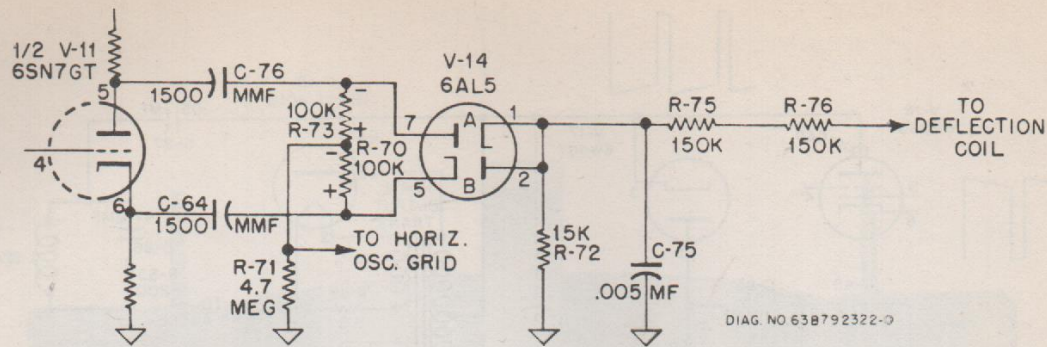 1/2 V-11
6SN7GT
5
4
6
C-76
1500 MMF
C-64
1500 MMF
-
100K
R-73
+
-
R-70
100K
+
R-71
4.7
MEG
TO HORIZ.
OSC. GRID
V-14
6AL5
7
5
A
B
1
2
15K
R-72
C-75
.005 MF
R-75
150K
R-76
150K
TO
DEFLECTION
COIL
DIAG. NO. 63B792322-O